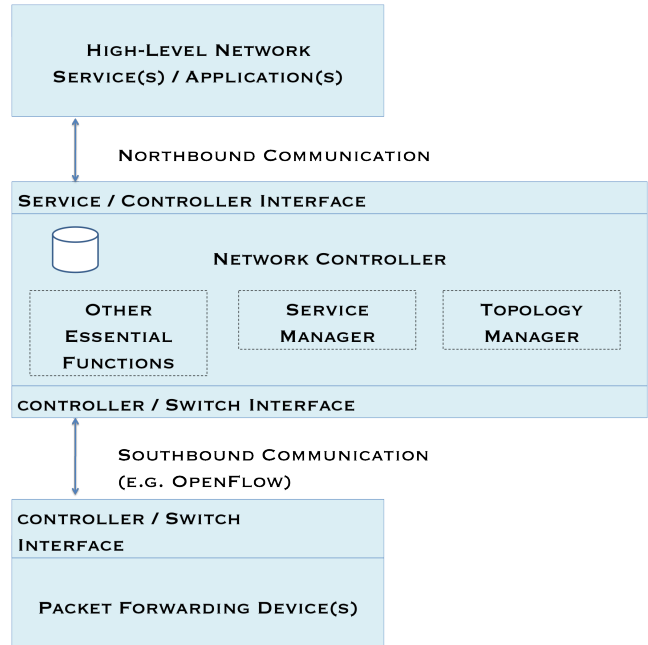 High-Level Network
Service(s) / Application(s)
Northbound Communication
Service / Controller Interface
Network Controller
Other
Essential
Functions
Service
Manager
Topology
Manager
controller / Switch Interface
Southbound Communication
(e.g. OpenFlow)
controller / Switch
Interface
Packet Forwarding Device(s)